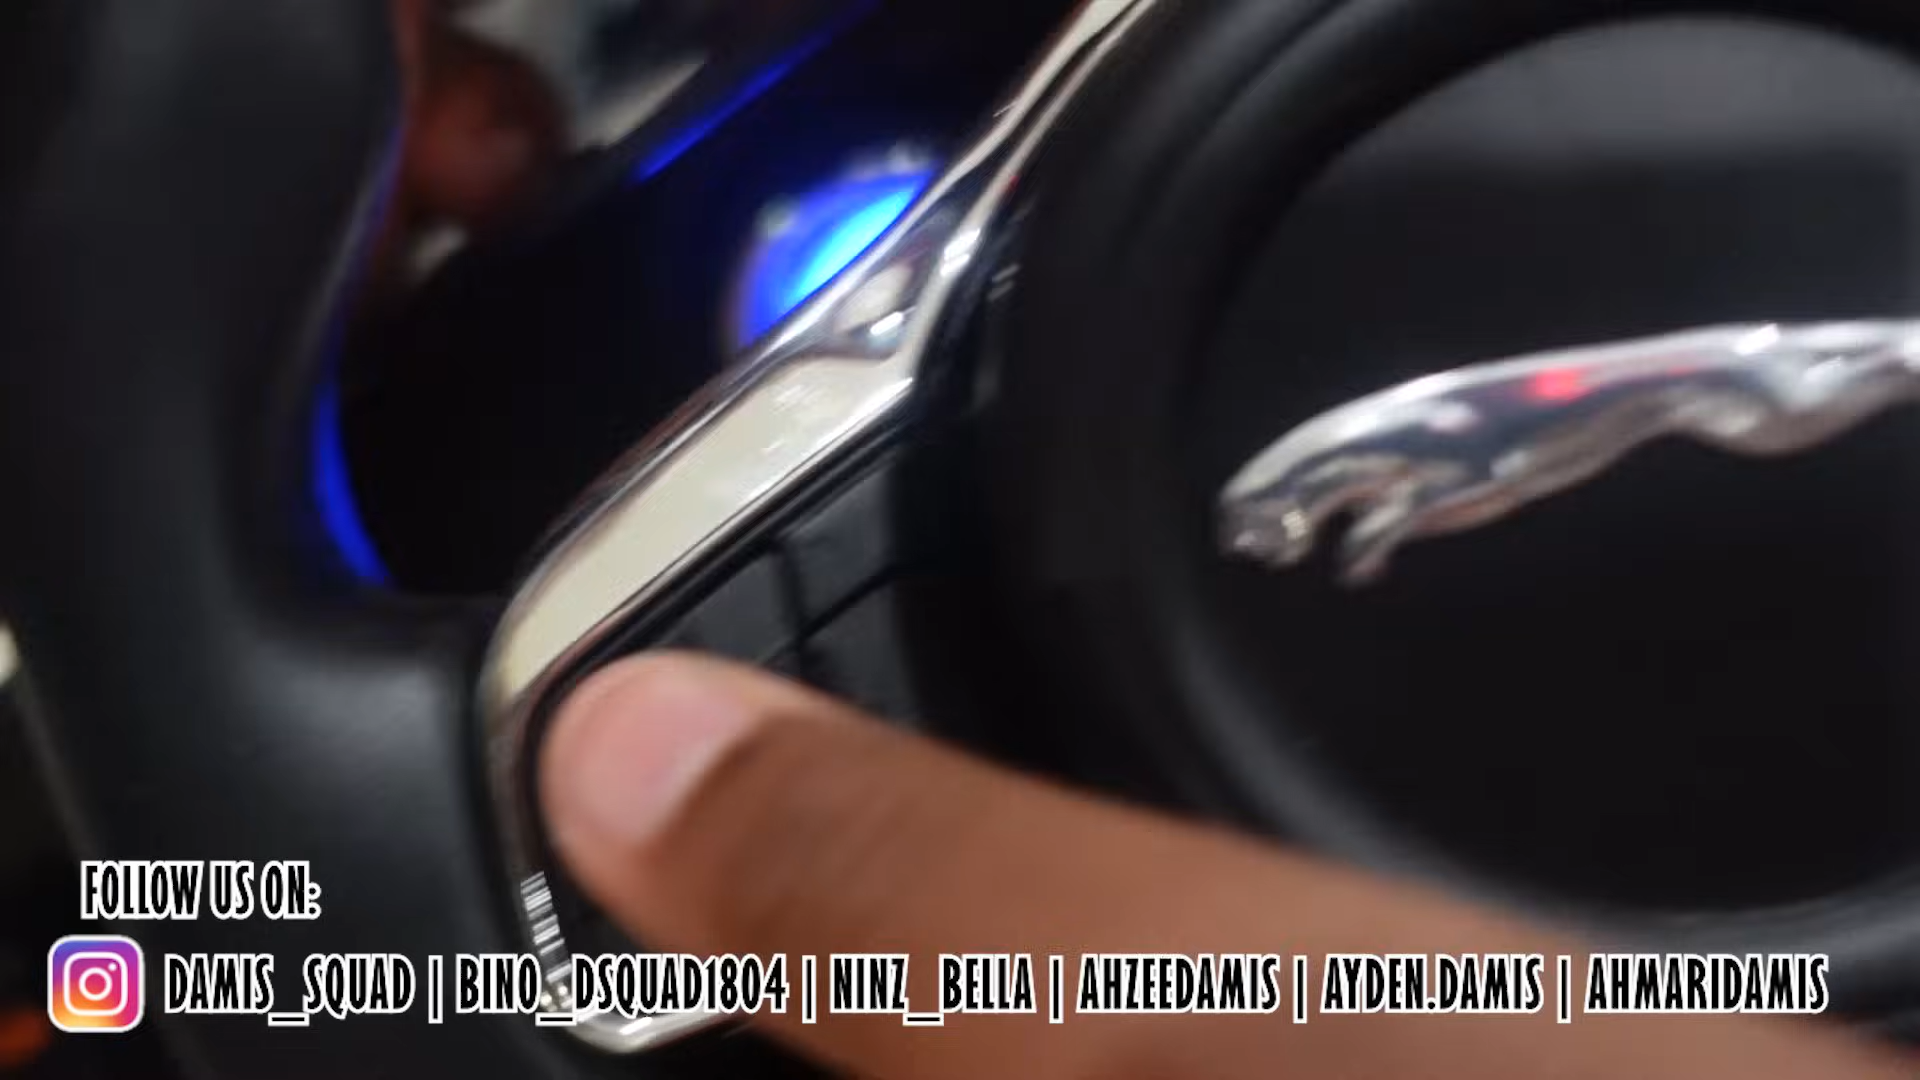 FOLLOW US ON:
DAMIS_SQUAD | BINO_DSQUAD1804 | NINZ_BELLA | AHZEEDAMIS | AYDEN.DAMIS | AHMARIDAMIS